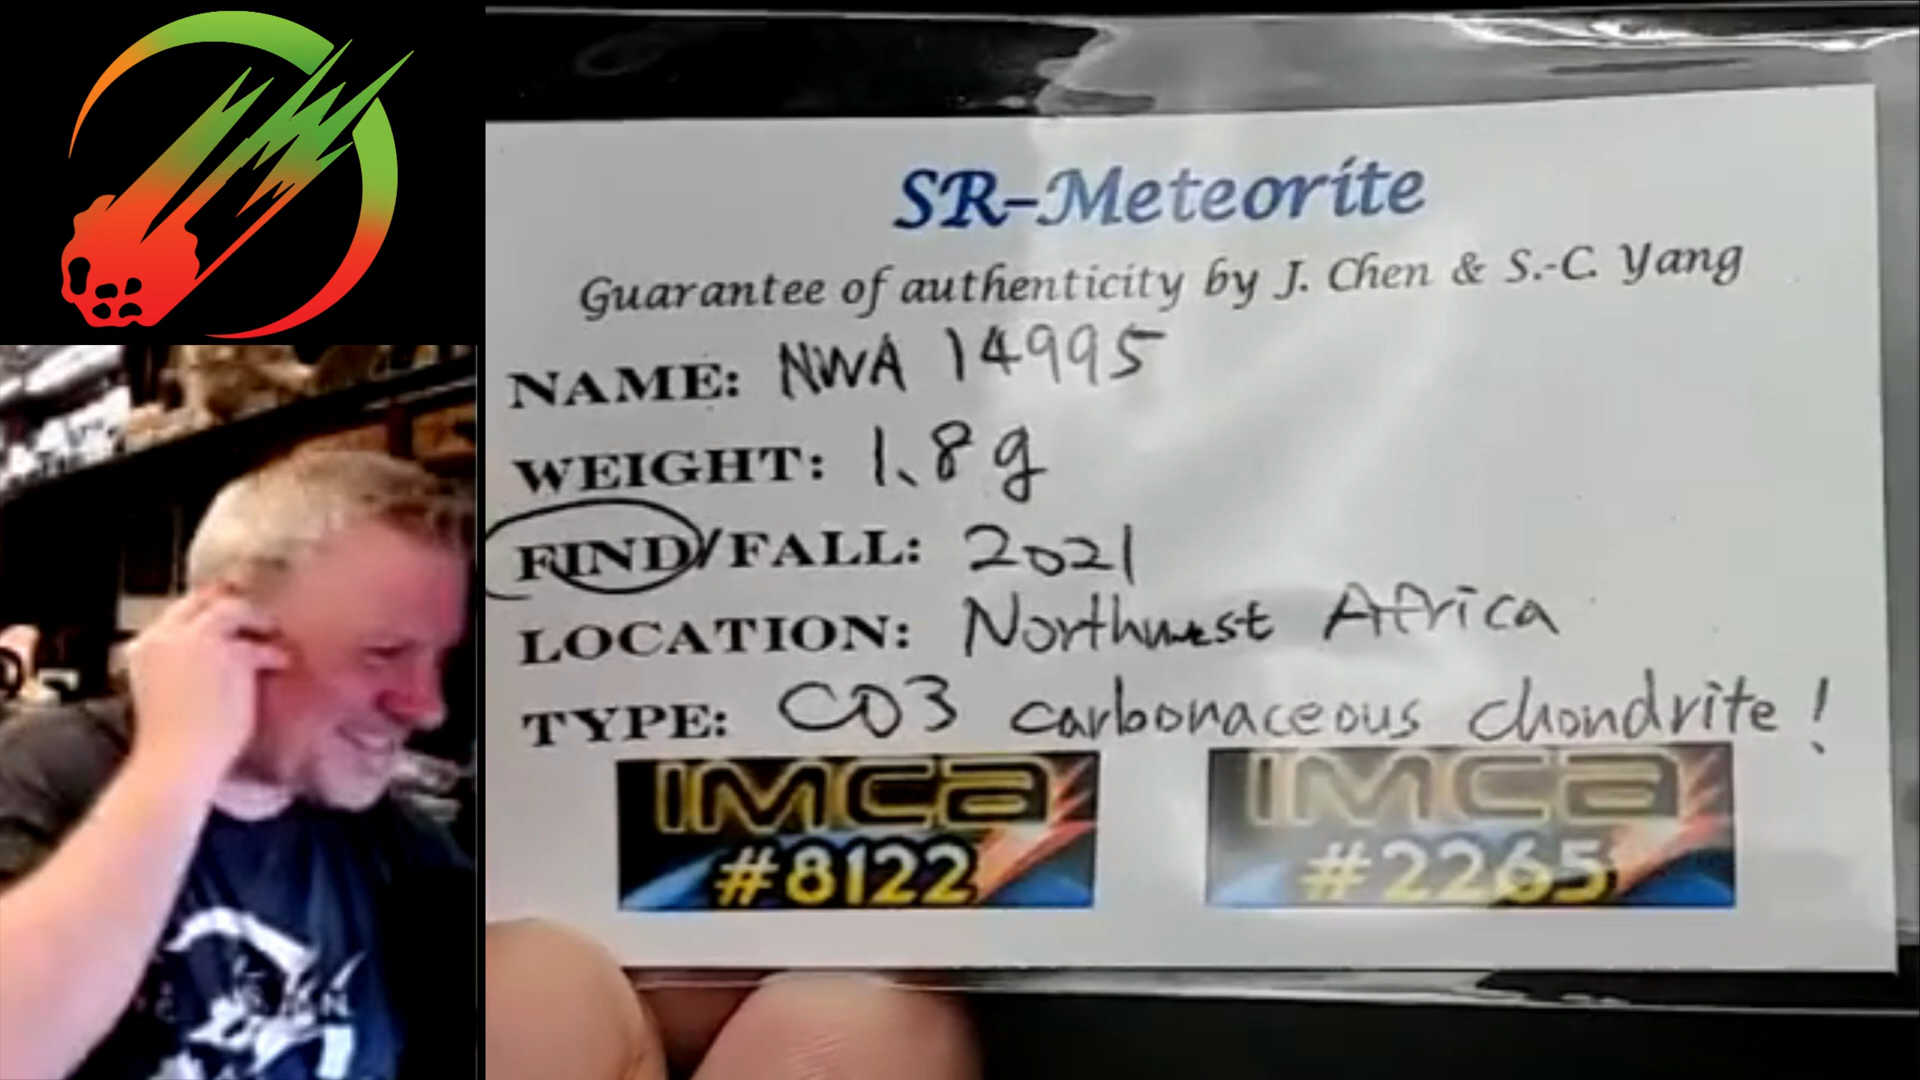 SR-Meteorite
Guarantee of authenticity by J. Chen & S.-C. Yang
NAME: NWA 14995
WEIGHT: 1.8g
FIND/FALL: 2021
LOCATION: Northwest Africa
TYPE: CO3 carbonaceous chondrite!
IMCa IMCa
#8122 #2265